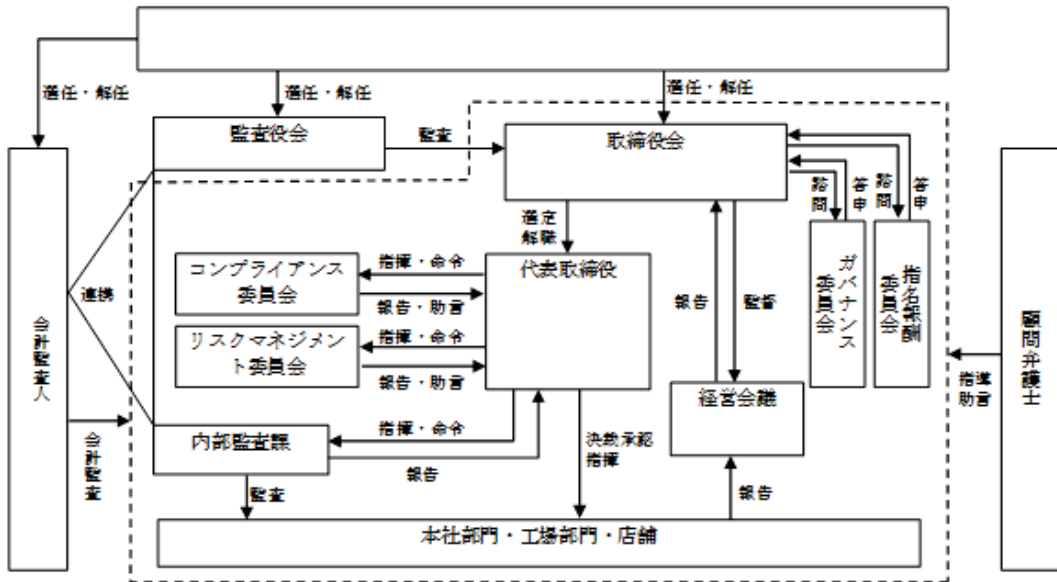 選任・解任
選任・解任
選任・解任
監査役会
監査
取締役会
諮問
答申
諮問
答申
選定
解職
コンプライアンス
委員会
指揮・命令
報告・助言
代表取締役
ガバナンス
委員会
指名報酬
委員会
連携
報告
監督
リスクマネジメン
ト委員会
指揮・命令
報告・助言
会計監査人
顧問弁護士
指導
助言
経営会議
会計監査
内部監査課
指揮・命令
報告
決裁承認
指揮
監査
報告
本社部門・工場部門・店舗